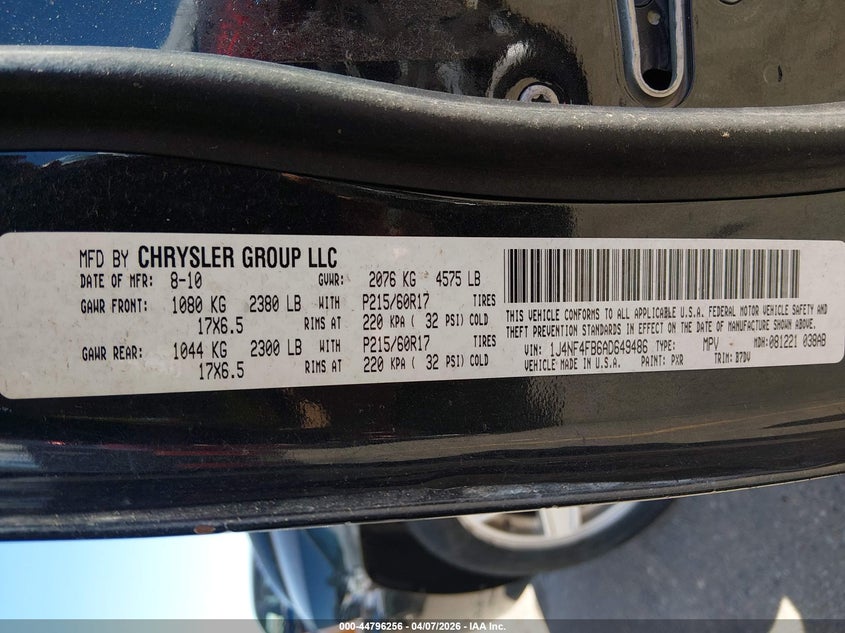 MFD BY CHRYSLER GROUP LLC
DATE OF MFR: 8-10 GVWR: 2076 KG 4575 LB
GAWR FRONT: 1080 KG 2380 LB WITH P215/60R17 TIRES
17X6.5 RIMS AT 220 KPA ( 32 PSI) COLD
GAWR REAR: 1044 KG 2300 LB WITH P215/60R17 TIRES
17X6.5 RIMS AT 220 KPA ( 32 PSI) COLD
THIS VEHICLE CONFORMS TO ALL APPLICABLE U.S.A. FEDERAL MOTOR VEHICLE SAFETY AND
THEFT PREVENTION STANDARDS IN EFFECT ON THE DATE OF MANUFACTURE SHOWN ABOVE.
VIN: 1J4NF4FB6AD649486 TYPE: MPV MDH: 081221 038AB
VEHICLE MADE IN U.S.A. PAINT: PXR TRIM: B7DV
000-44796256 - 04/07/2026 - IAA Inc.